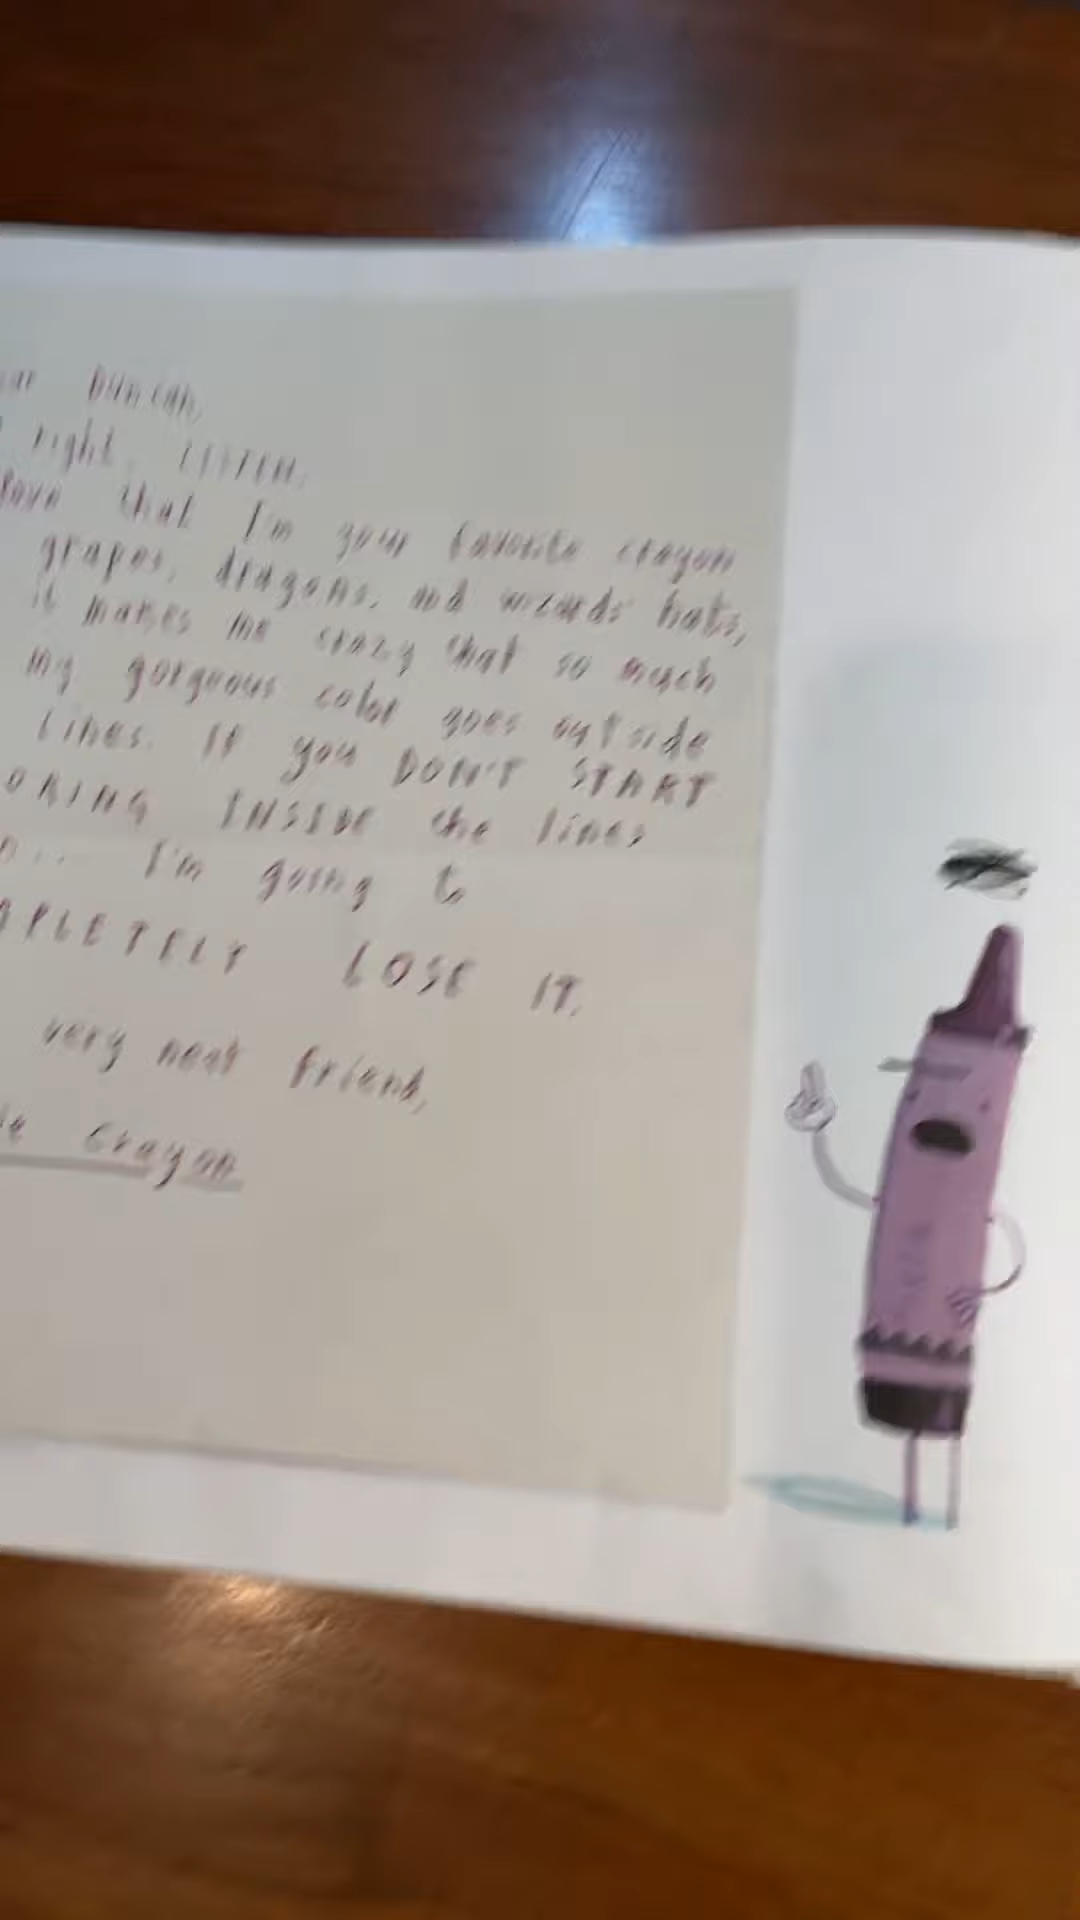 Duncan,
right, LISTEN.
that I'm your favorite crayon
grapes, dragons, and wizards' hats,
it makes me crazy that so much
my gorgeous color goes outside
lines. If you DON'T START
ORING INSIDE the lines
I'm going to
MPLETELY LOSE IT.
very neat friend,
crayon